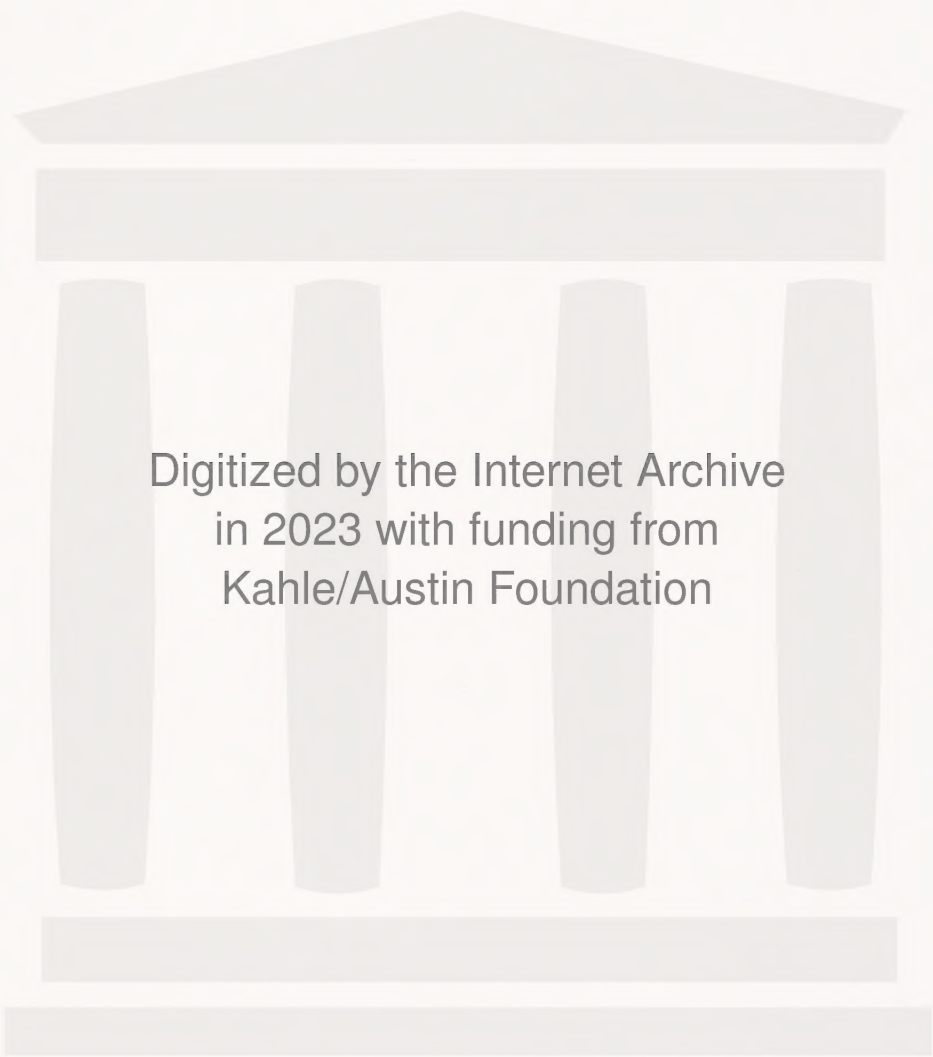 Digitized by the Internet Archive
in 2023 with funding from
Kahle/Austin Foundation